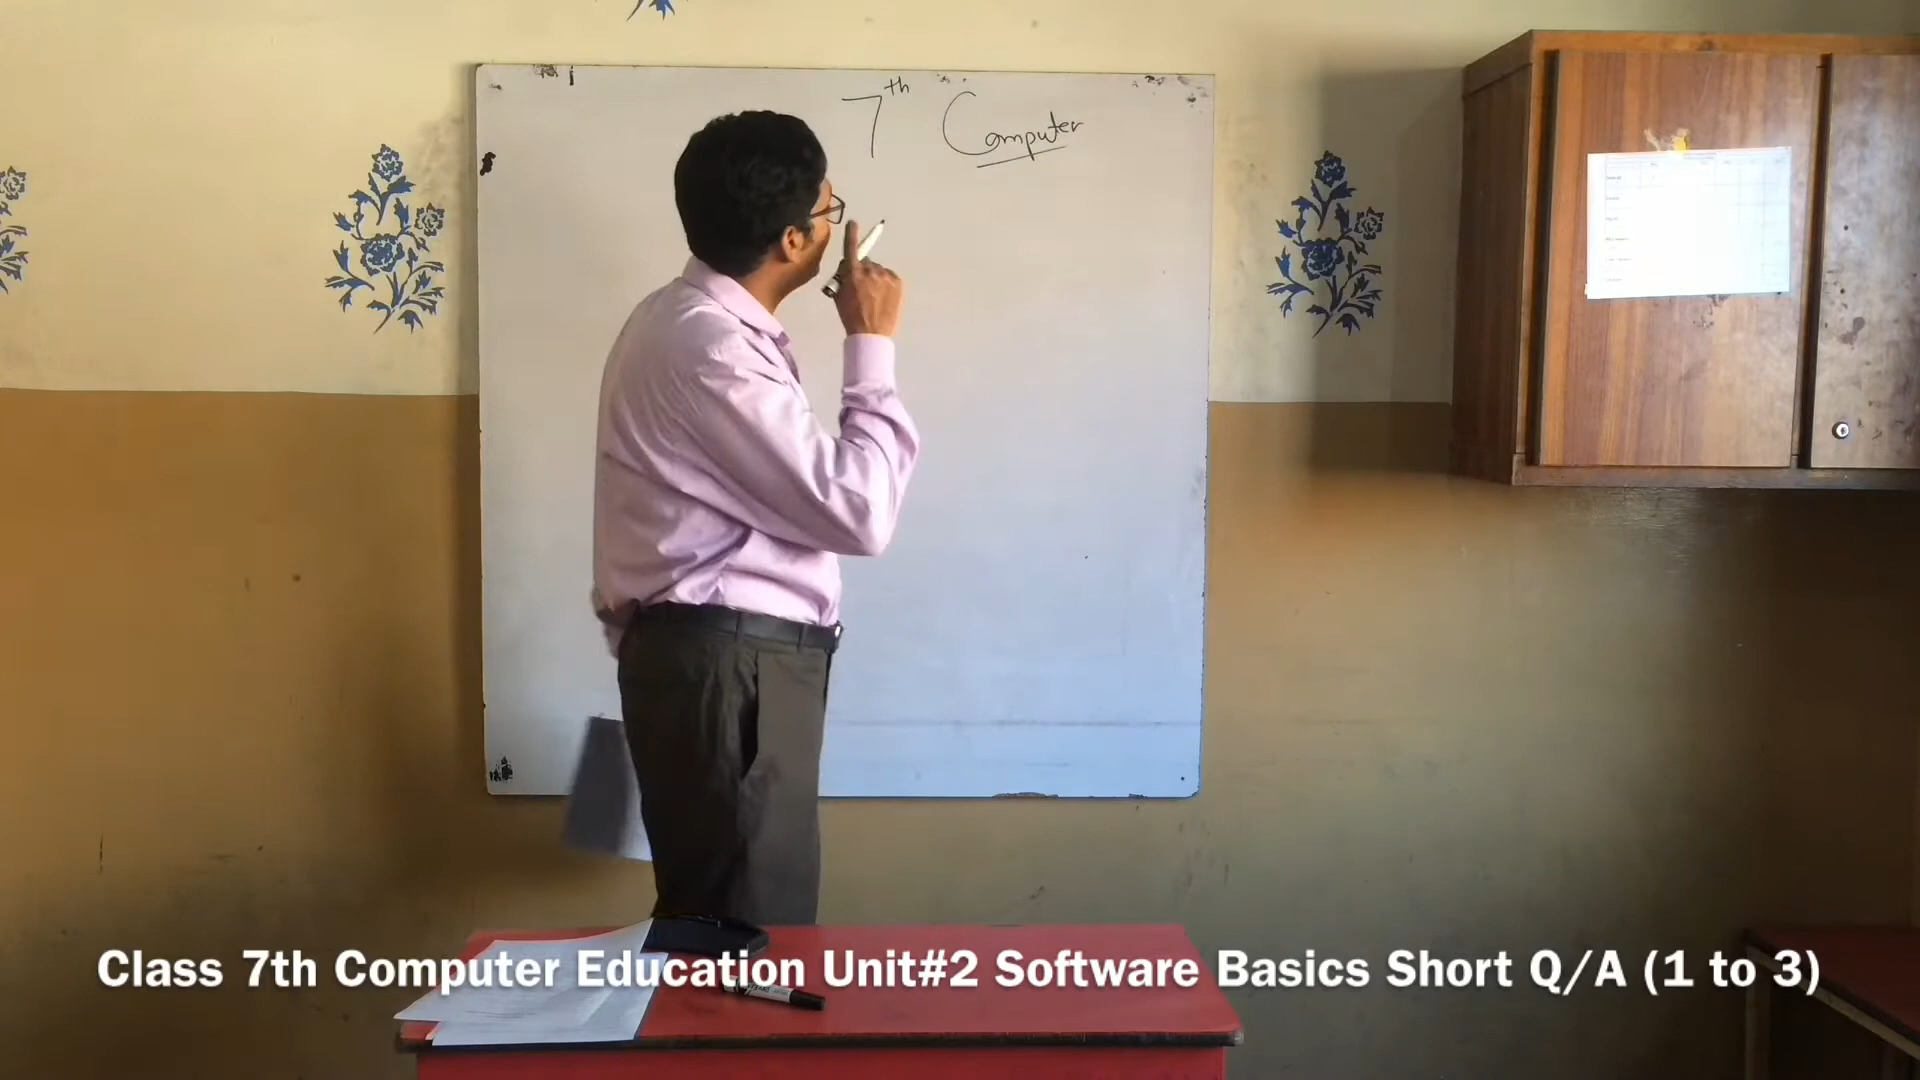 7th Computer
Class 7th Computer Education Unit#2 Software Basics Short Q/A (1 to 3)